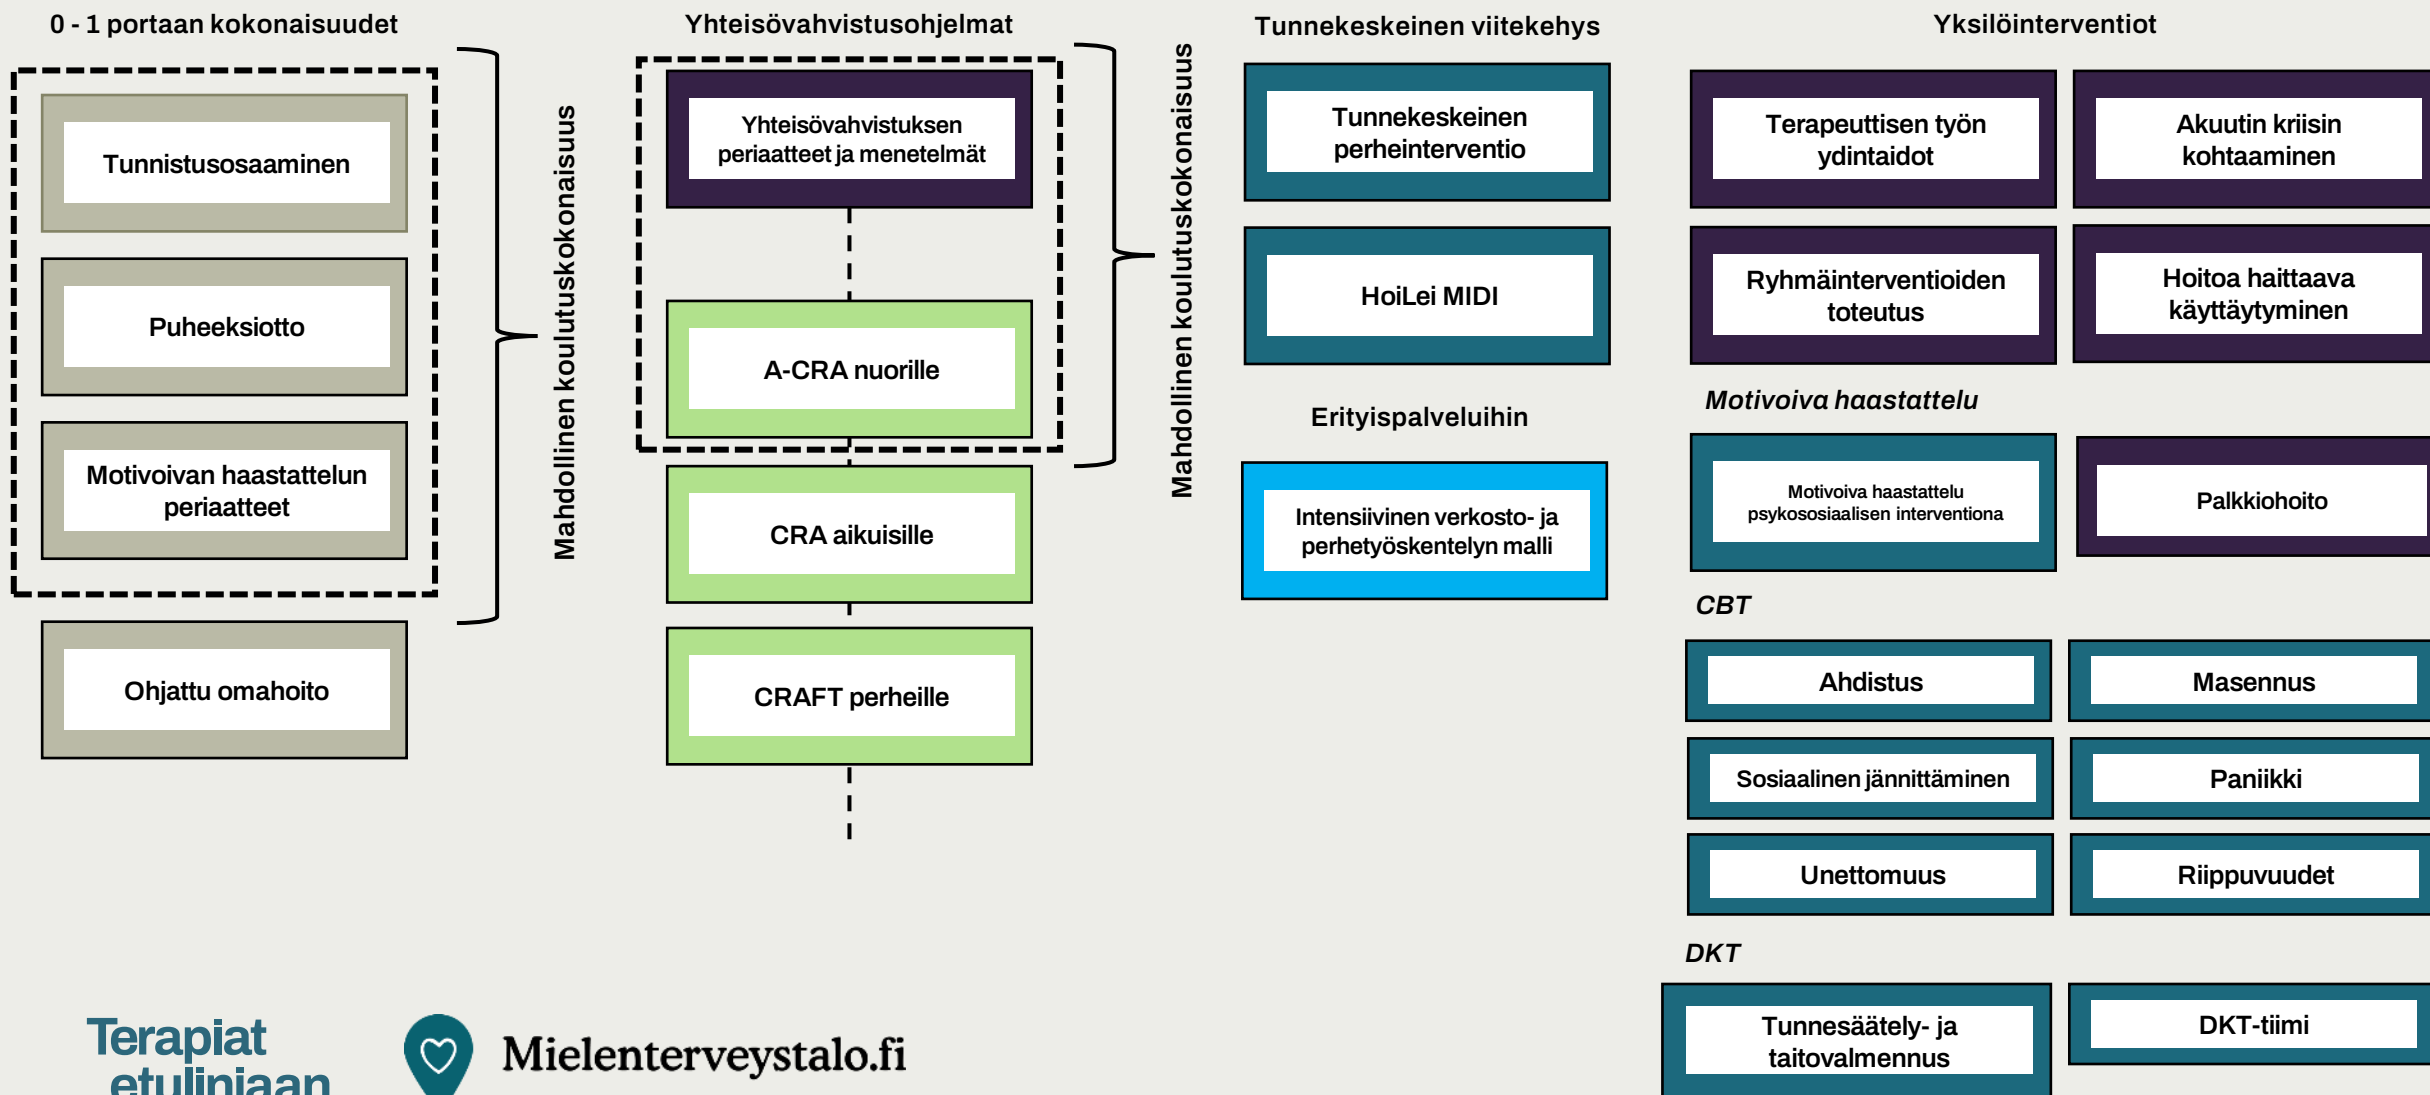 0 - 1 portaan kokonaisuudet
Tunnistusosaaminen
Puheeksiotto
Motivoivan haastattelun
periaatteet
Ohjattu omahoito
Mahdollinen koulutuskokonaisuus
Yhteisövahvistusohjelmat
Yhteisövahvistuksen
periaatteet ja menetelmät
A-CRA nuorille
CRA aikuisille
CRAFT perheille
Mahdollinen koulutuskokonaisuus
Tunnekeskeinen viitekehys
Tunnekeskeinen
perheinterventio
HoiLei MIDI
Erityispalveluihin
Intensiivinen verkosto- ja
perhetyöskentelyn malli
Yksilöinterventiot
Terapeuttisen työn
ydintaidot
Akuutin kriisin
kohtaaminen
Ryhmäinterventioiden
toteutus
Hoitoa haittaava
käyttäytyminen
Motivoiva haastattelu
Motivoiva haastattelu
psykososiaalisen interventiona
Palkkiohoito
CBT
Ahdistus
Masennus
Sosiaalinen jännittäminen
Paniikki
Unettomuus
Riippuvuudet
DKT
Tunnesäätely- ja
taitovalmennus
DKT-tiimi
Terapiat
etulinjaan
Mielenterveystalo.fi